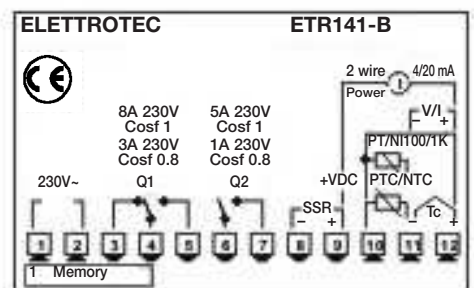 ELETTROTEC ETR141-B
CE
2 wire 4/20 mA
Power I
V/I
- +
8A 230V 5A 230V
Cosf 1 Cosf 1
3A 230V 1A 230V
Cosf 0.8 Cosf 0.8
PT/NI100/1K
230V~ Q1 Q2 +VDC PTC/NTC
SSR Tc
- + - +
1 2 3 4 5 6 7 8 9 10 11 12
1 Memory